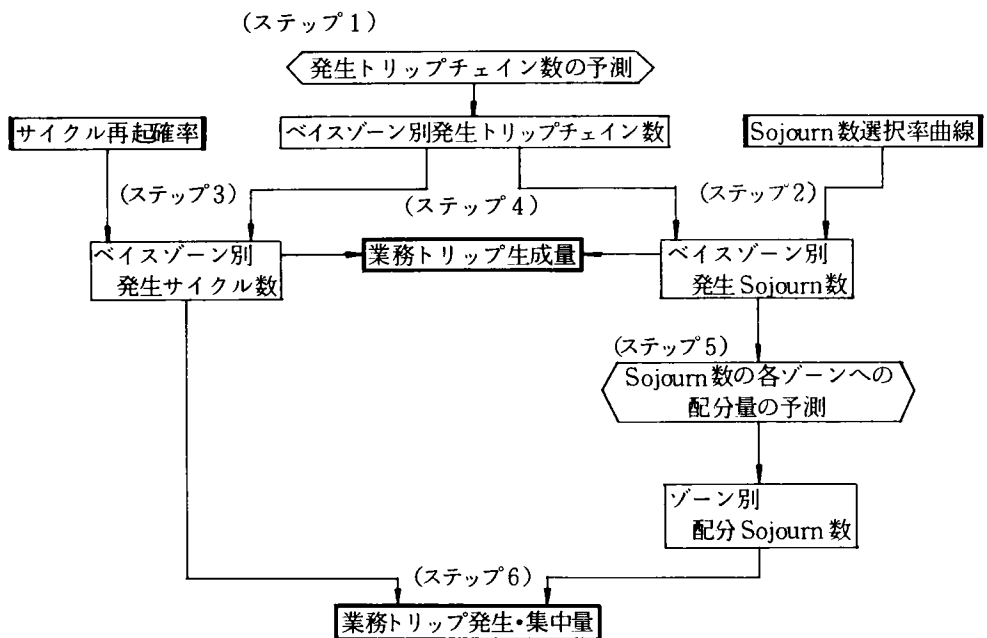 (ステップ1)
発生トリップチェイン数の予測
サイクル再起確率
ベイスゾーン別発生トリップチェイン数
Sojourn数選択率曲線
(ステップ3)
(ステップ4)
(ステップ2)
ベイスゾーン別
発生サイクル数
業務トリップ生成量
ベイスゾーン別
発生Sojourn数
(ステップ5)
Sojourn数の各ゾーンへの
配分量の予測
ゾーン別
配分Sojourn数
(ステップ6)
業務トリップ発生・集中量